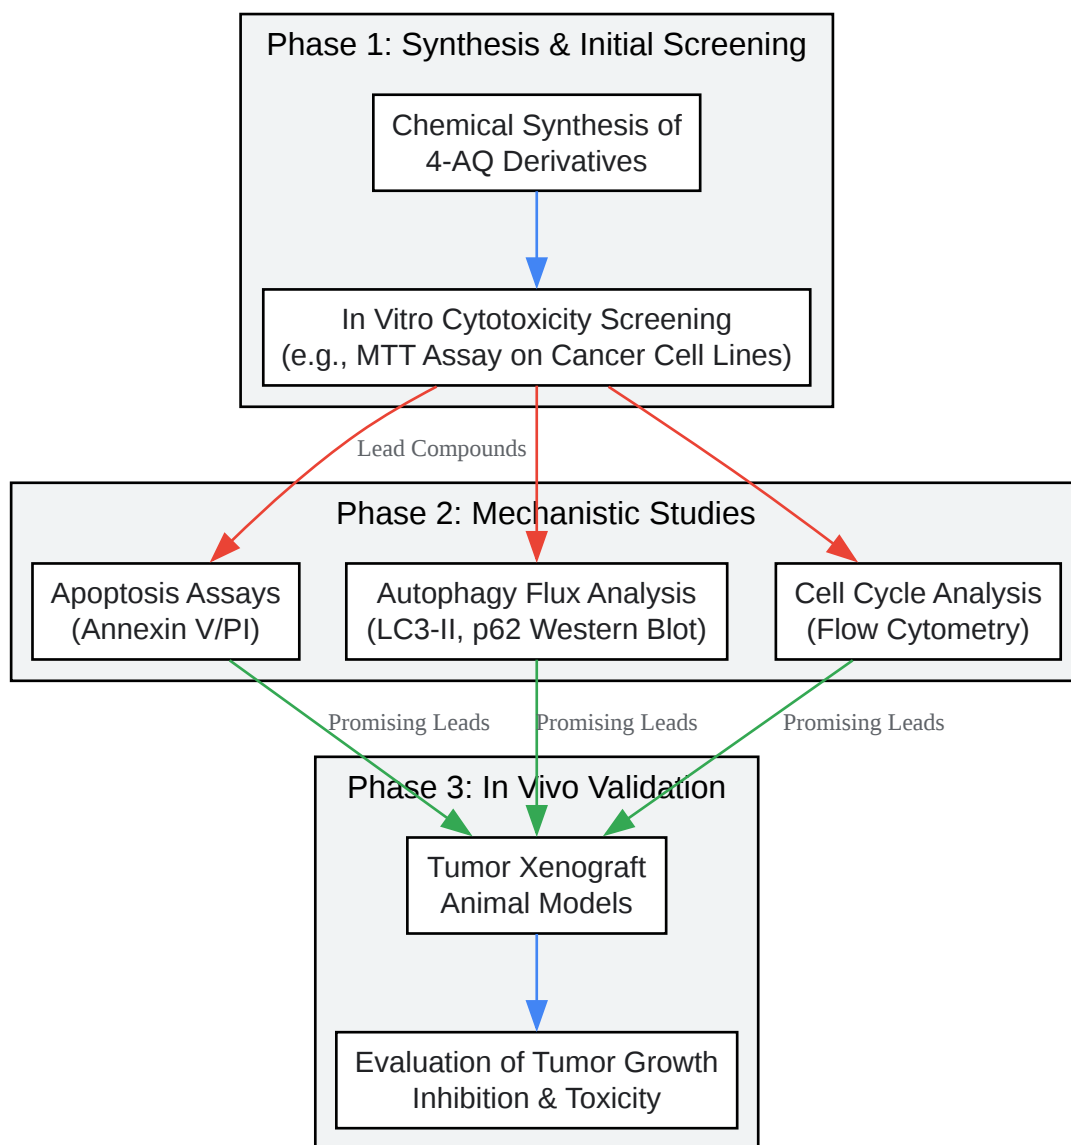 Phase 1: Synthesis & Initial Screening
Chemical Synthesis of
4-AQ Derivatives
In Vitro Cytotoxicity Screening
(e.g., MTT Assay on Cancer Cell Lines)
Lead Compounds
Phase 2: Mechanistic Studies
Apoptosis Assays
(Annexin V/PI)
Autophagy Flux Analysis
(LC3-II, p62 Western Blot)
Cell Cycle Analysis
(Flow Cytometry)
Promising Leads
Promising Leads
Promising Leads
Phase 3: In Vivo Validation
Tumor Xenograft
Animal Models
Evaluation of Tumor Growth
Inhibition & Toxicity